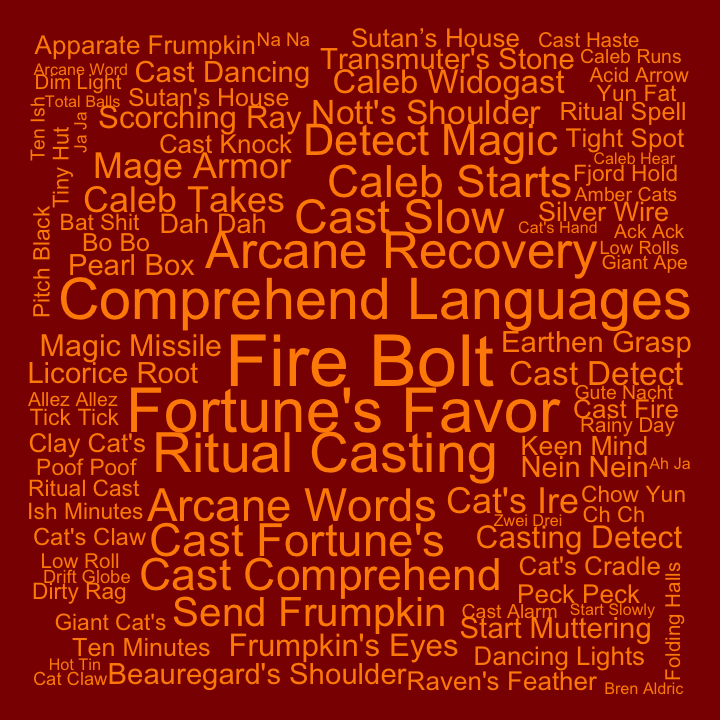 Apparate Frumpkin
Na Na
Sutan's House
Cast Haste
Arcane Word
Cast Dancing
Transmuter's Stone
Caleb Runs
Dim Light
Caleb Widogast
Acid Arrow
Total Balls
Sutan's House
Yun Fat
Ten Ish
Ja Ja
Scorching Ray
Nott's Shoulder
Ritual Spell
Tiny Hut
Cast Knock
Detect Magic
Tight Spot
Mage Armor
Caleb Hear
Caleb Starts
Fjord Hold
Caleb Takes
Amber Cats
Bat Shit
Dah Dah
Cast Slow
Silver Wire
Cat's Hand
Ack Ack
Pitch Black
Bo Bo
Arcane Recovery
Low Rolls
Pearl Box
Giant Ape
Comprehend Languages
Magic Missile
Fire Bolt
Earthen Grasp
Licorice Root
Cast Detect
Allez Allez
Gute Nacht
Tick Tick
Fortune's Favor
Cast Fire
Rainy Day
Clay Cat's
Ritual Casting
Keen Mind
Poof Poof
Nein Nein
Ah Ja
Ritual Cast
Arcane Words
Cat's Ire
Chow Yun
Ish Minutes
Zwei Drei
Ch Ch
Cat's Claw
Cast Fortune's
Casting Detect
Low Roll
Cast Comprehend
Cat's Cradle
Drift Globe
Dirty Rag
Peck Peck
Folding Halls
Giant Cat's
Send Frumpkin
Cast Alarm
Start Slowly
Start Muttering
Ten Minutes
Frumpkin's Eyes
Dancing Lights
Hot Tin
Cat Claw
Beauregard's Shoulder
Raven's Feather
Bren Aldric